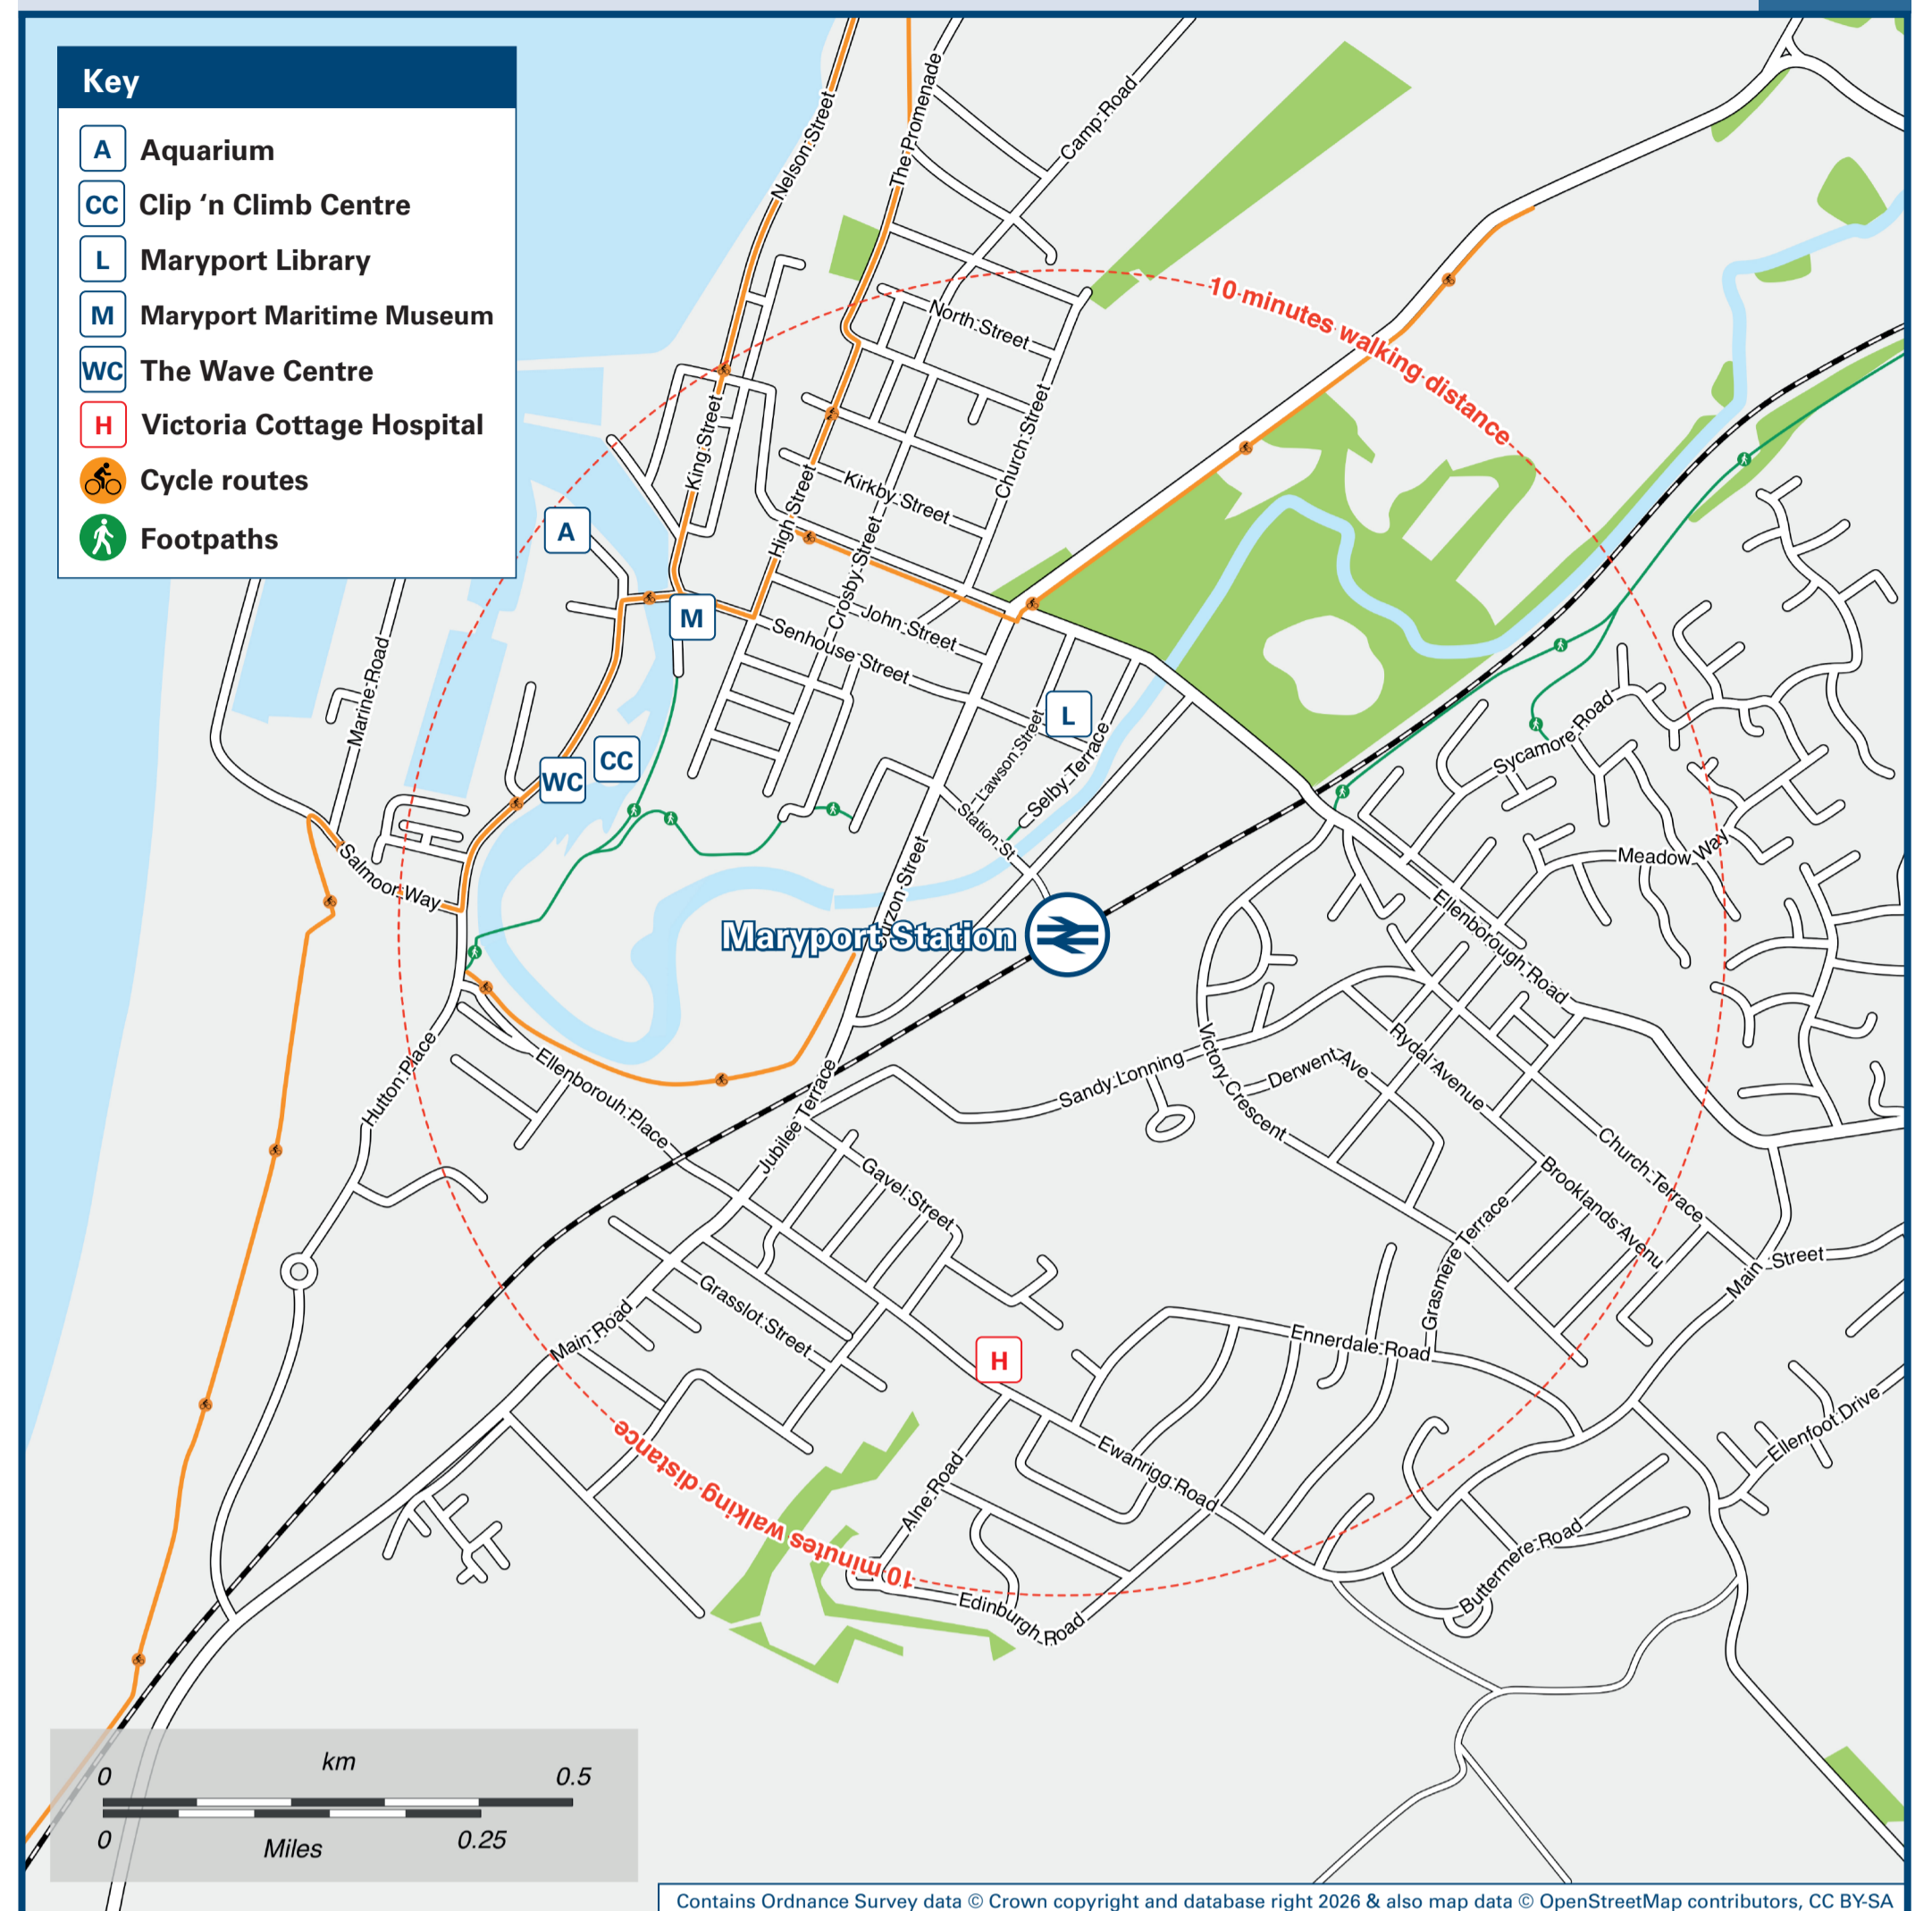 Key
A Aquarium
CC Clip ‘n Climb Centre
L Maryport Library
M Maryport Maritime Museum
WC The Wave Centre
H Victoria Cottage Hospital
Cycle routes
Footpaths
Nelson Street
The Promenade
Camp Road
10 minutes walking distance
North Street
King Street
Church Street
Kirkby Street
High Street
A
Crosby Street
M
John Street
Senhouse Street
Marine Road
L
Lawson Street
Selby Terrace
Sycamore Road
CC
WC
Station St
Salmoor Way
Meadow Way
Curzon Street
Maryport Station
Ellenborough Road
Hutton Place
Ellenborouh Place
Jubilee Terrace
Sandy Lonning
Victory Crescent
Derwent Ave
Rydal Avenue
Church Terrace
Gavel Street
Brooklands Avenu
Grasmere Terrace
Main Street
Grasslot Street
Main Road
H
Ennerdale Road
Ellenfoot Drive
Ewanrigg Road
Alne Road
10 minutes walking distance
Buttermere Road
Edinburgh Road
km
0 0.5
0 0.25
Miles
Contains Ordnance Survey data © Crown copyright and database right 2026 & also map data © OpenStreetMap contributors, CC BY-SA